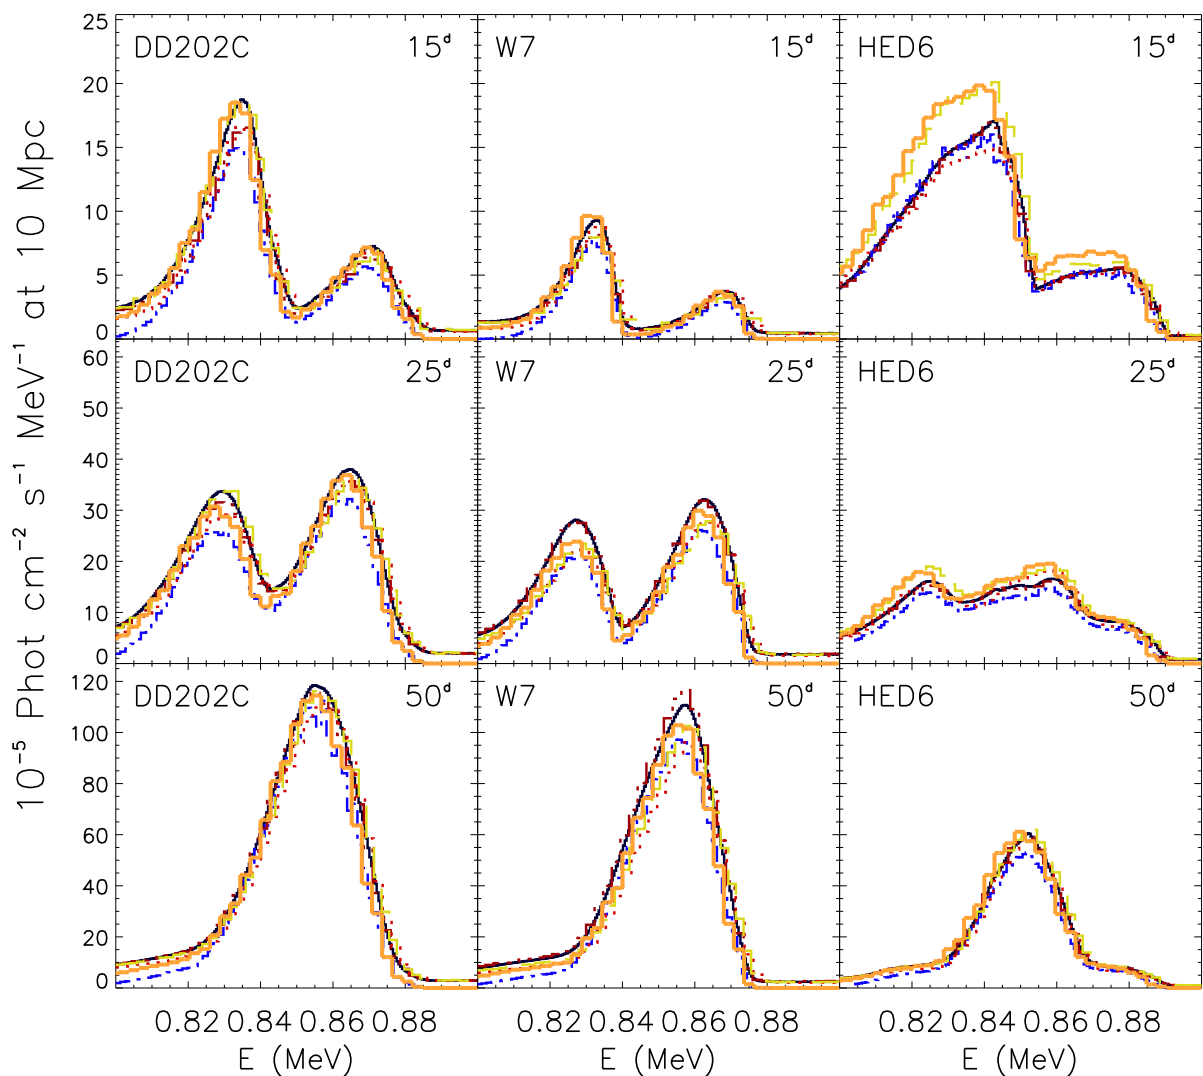 10⁻⁵ Phot cm⁻² s⁻¹ MeV⁻¹ at 10 Mpc
DD202C 15ᵈ
W7 15ᵈ
HED6 15ᵈ
25
20
15
10
5
0
DD202C 25ᵈ
W7 25ᵈ
HED6 25ᵈ
60
50
40
30
20
10
0
DD202C 50ᵈ
W7 50ᵈ
HED6 50ᵈ
120
100
80
60
40
20
0
0.82 0.84 0.86 0.88
0.82 0.84 0.86 0.88
0.82 0.84 0.86 0.88
E (MeV)
E (MeV)
E (MeV)